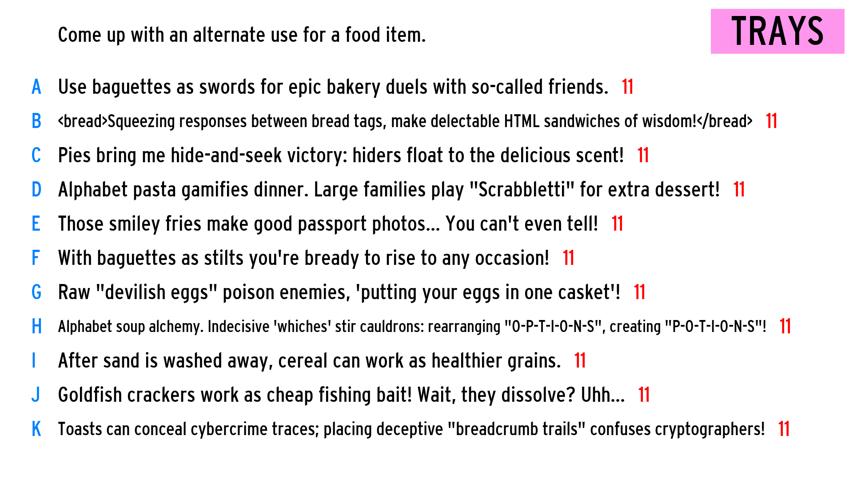 Come up with an alternate use for a food item.
TRAYS
A Use baguettes as swords for epic bakery duels with so-called friends. 11
B <bread>Squeezing responses between bread tags, make delectable HTML sandwiches of wisdom!</bread> 11
C Pies bring me hide-and-seek victory: hiders float to the delicious scent! 11
D Alphabet pasta gamifies dinner. Large families play "Scrabbletti" for extra dessert! 11
E Those smiley fries make good passport photos... You can't even tell! 11
F With baguettes as stilts you're bready to rise to any occasion! 11
G Raw "devilish eggs" poison enemies, 'putting your eggs in one casket'! 11
H Alphabet soup alchemy. Indecisive 'whiches' stir cauldrons: rearranging "O-P-T-I-O-N-S", creating "P-O-T-I-O-N-S"! 11
I After sand is washed away, cereal can work as healthier grains. 11
J Goldfish crackers work as cheap fishing bait! Wait, they dissolve? Uhh... 11
K Toasts can conceal cybercrime traces; placing deceptive "breadcrumb trails" confuses cryptographers! 11